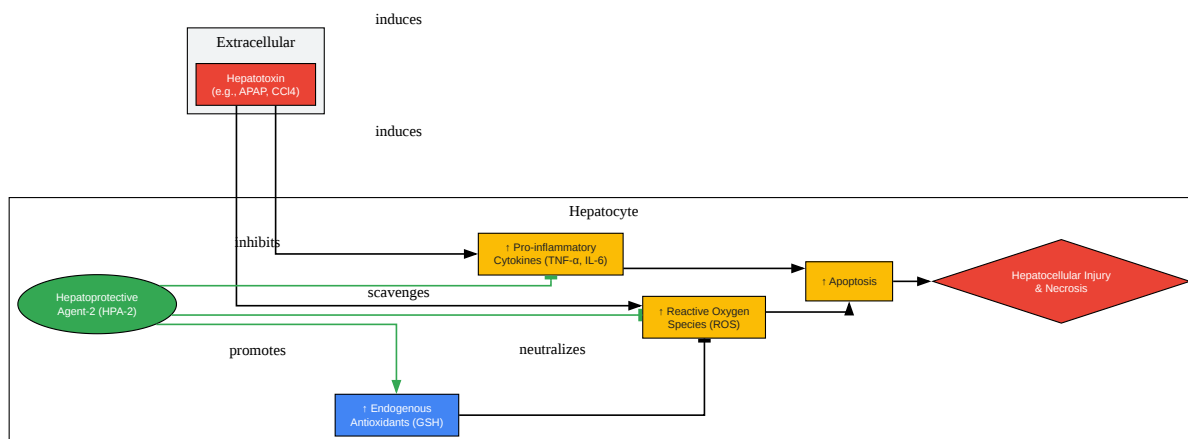 induces
Extracellular
Hepatotoxin
(e.g., APAP, CCl4)
induces
Hepatocyte
inhibits
↑ Pro-inflammatory
Cytokines (TNF-α, IL-6)
↑ Apoptosis
Hepatocellular Injury
& Necrosis
Hepatoprotective
Agent-2 (HPA-2)
scavenges
↑ Reactive Oxygen
Species (ROS)
promotes
neutralizes
↑ Endogenous
Antioxidants (GSH)